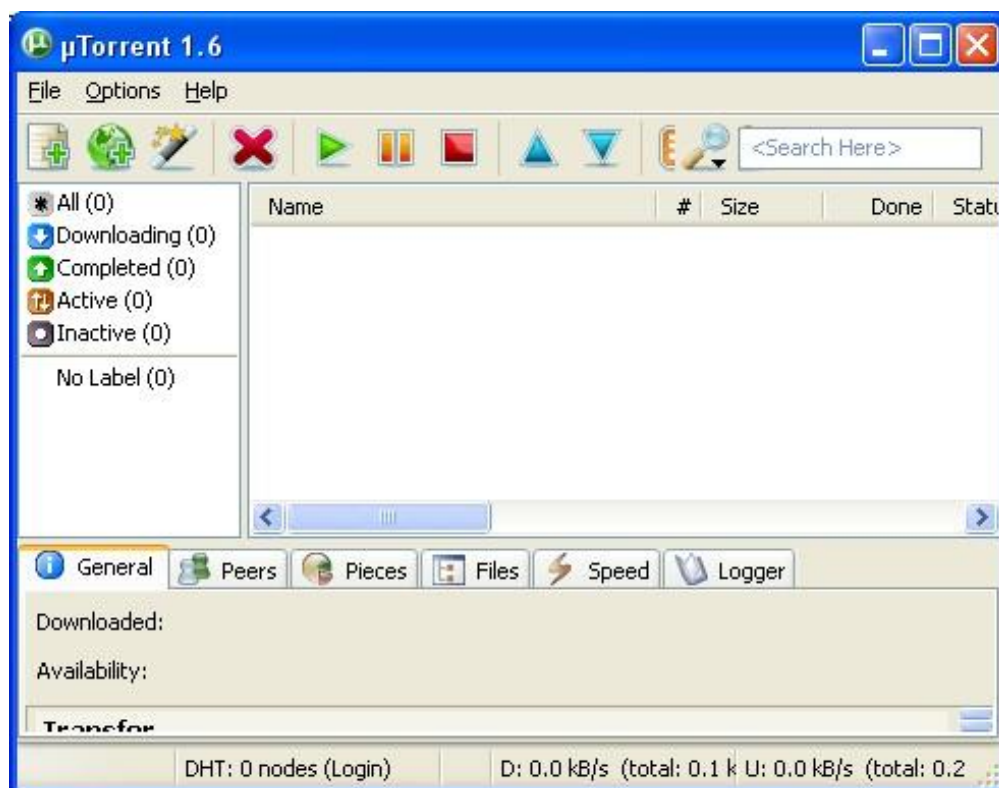 µTorrent 1.6
File Options Help
<Search Here>
All (0)
Downloading (0)
Completed (0)
Active (0)
Inactive (0)
No Label (0)
Name # Size Done Statu
General Peers Pieces Files Speed Logger
Downloaded:
Availability:
Transfer
DHT: 0 nodes (Login) D: 0.0 kB/s (total: 0.1 k U: 0.0 kB/s (total: 0.2